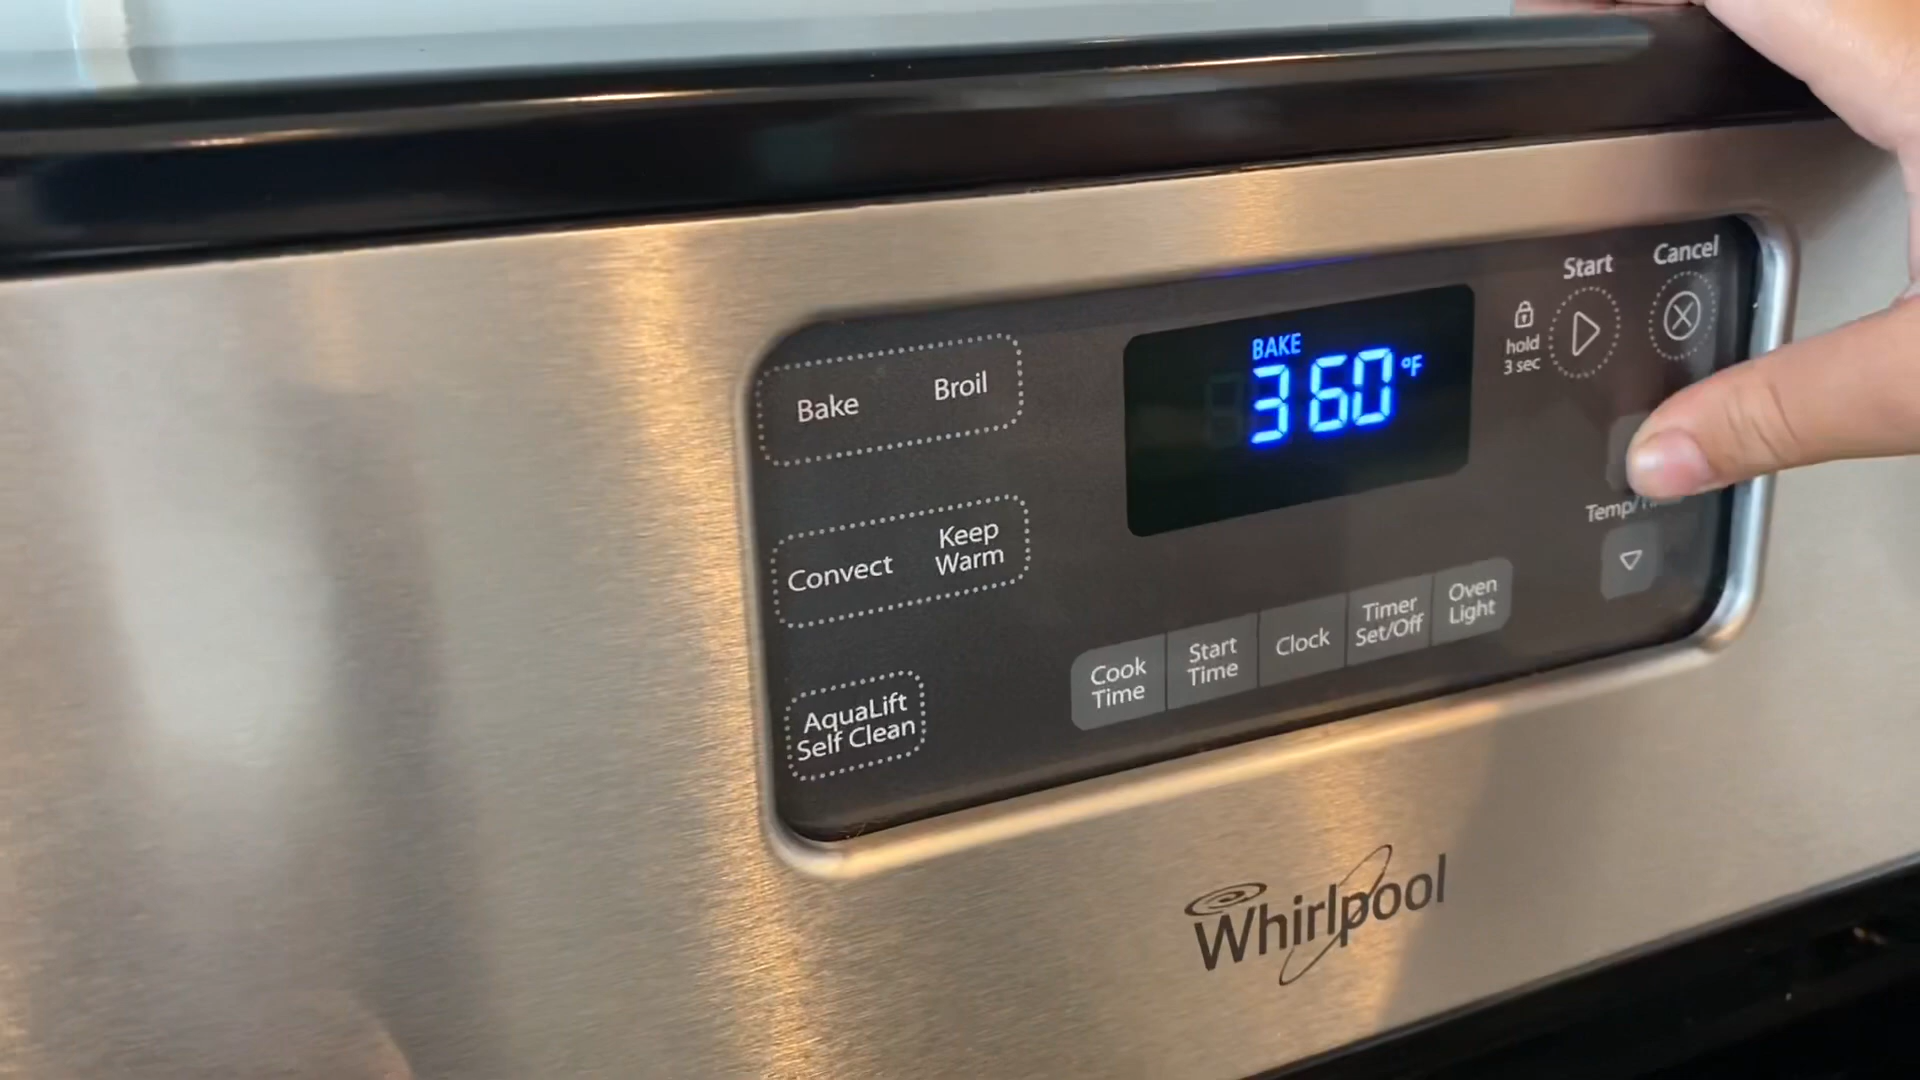 Start
Cancel
hold
3 sec
BAKE
360 °F
Bake
Broil
Convect
Keep
Warm
Temp/
AquaLift
Self Clean
Cook
Time
Start
Time
Clock
Timer
Set/Off
Oven
Light
Whirlpool